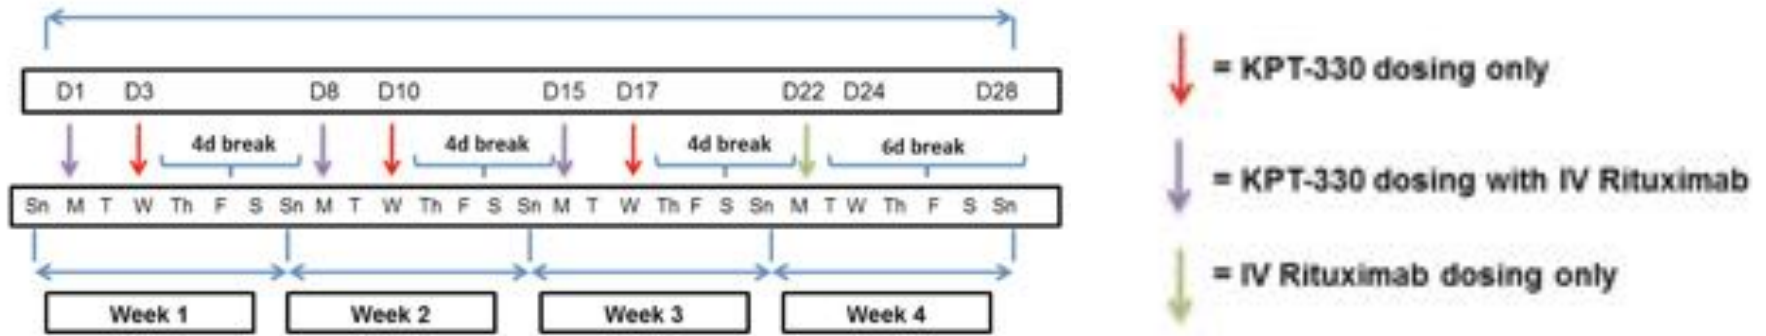 D1 D3 D8 D10 D15 D17 D22 D24 D28
4d break 4d break 4d break 6d break
Sn M T W Th F S Sn M T W Th F S Sn M T W Th F S Sn M T W Th F S Sn
Week 1 Week 2 Week 3 Week 4
= KPT-330 dosing only
= KPT-330 dosing with IV Rituximab
= IV Rituximab dosing only